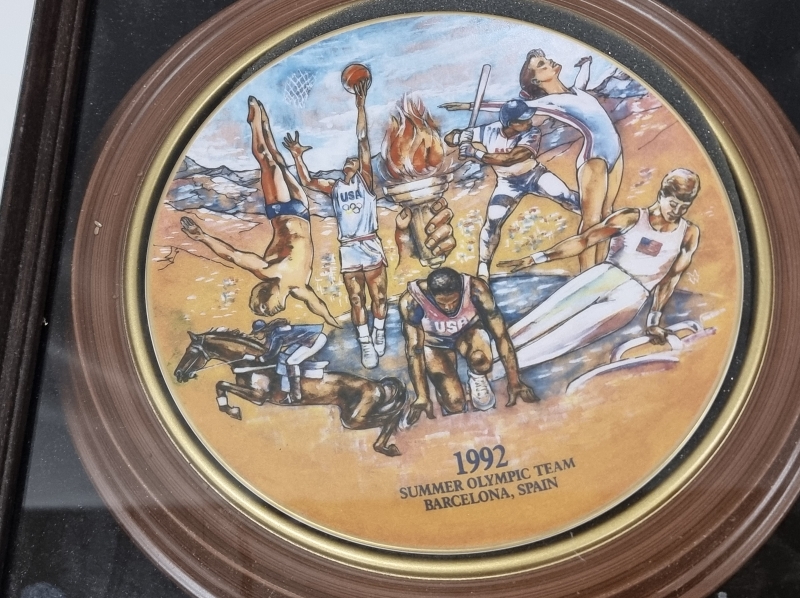 USA
USA
1992
SUMMER OLYMPIC TEAM
BARCELONA, SPAIN